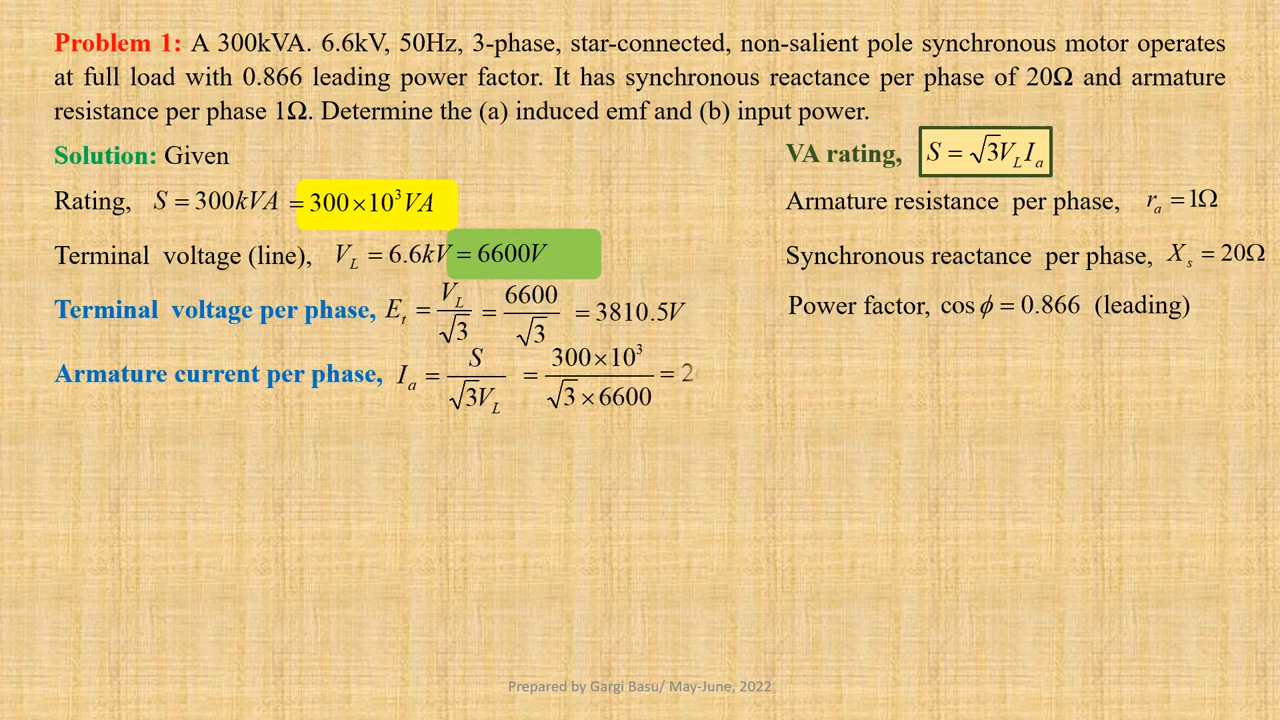 Problem 1: A 300kVA. 6.6kV, 50Hz, 3-phase, star-connected, non-salient pole synchronous motor operates
at full load with 0.866 leading power factor. It has synchronous reactance per phase of 20Ω and armature
resistance per phase 1Ω. Determine the (a) induced emf and (b) input power.
Solution: Given
VA rating, S = √3V_L I_a
Rating, S = 300kVA = 300×10³VA
Armature resistance per phase, r_a = 1Ω
Terminal voltage (line), V_L = 6.6kV = 6600V
Synchronous reactance per phase, X_s = 20Ω
Terminal voltage per phase, E_t = V_L/√3 = 6600/√3 = 3810.5V
Power factor, cos ϕ = 0.866 (leading)
Armature current per phase, I_a = S/√3V_L = 300×10³/√3×6600 = 2
Prepared by Gargi Basu/ May-June, 2022